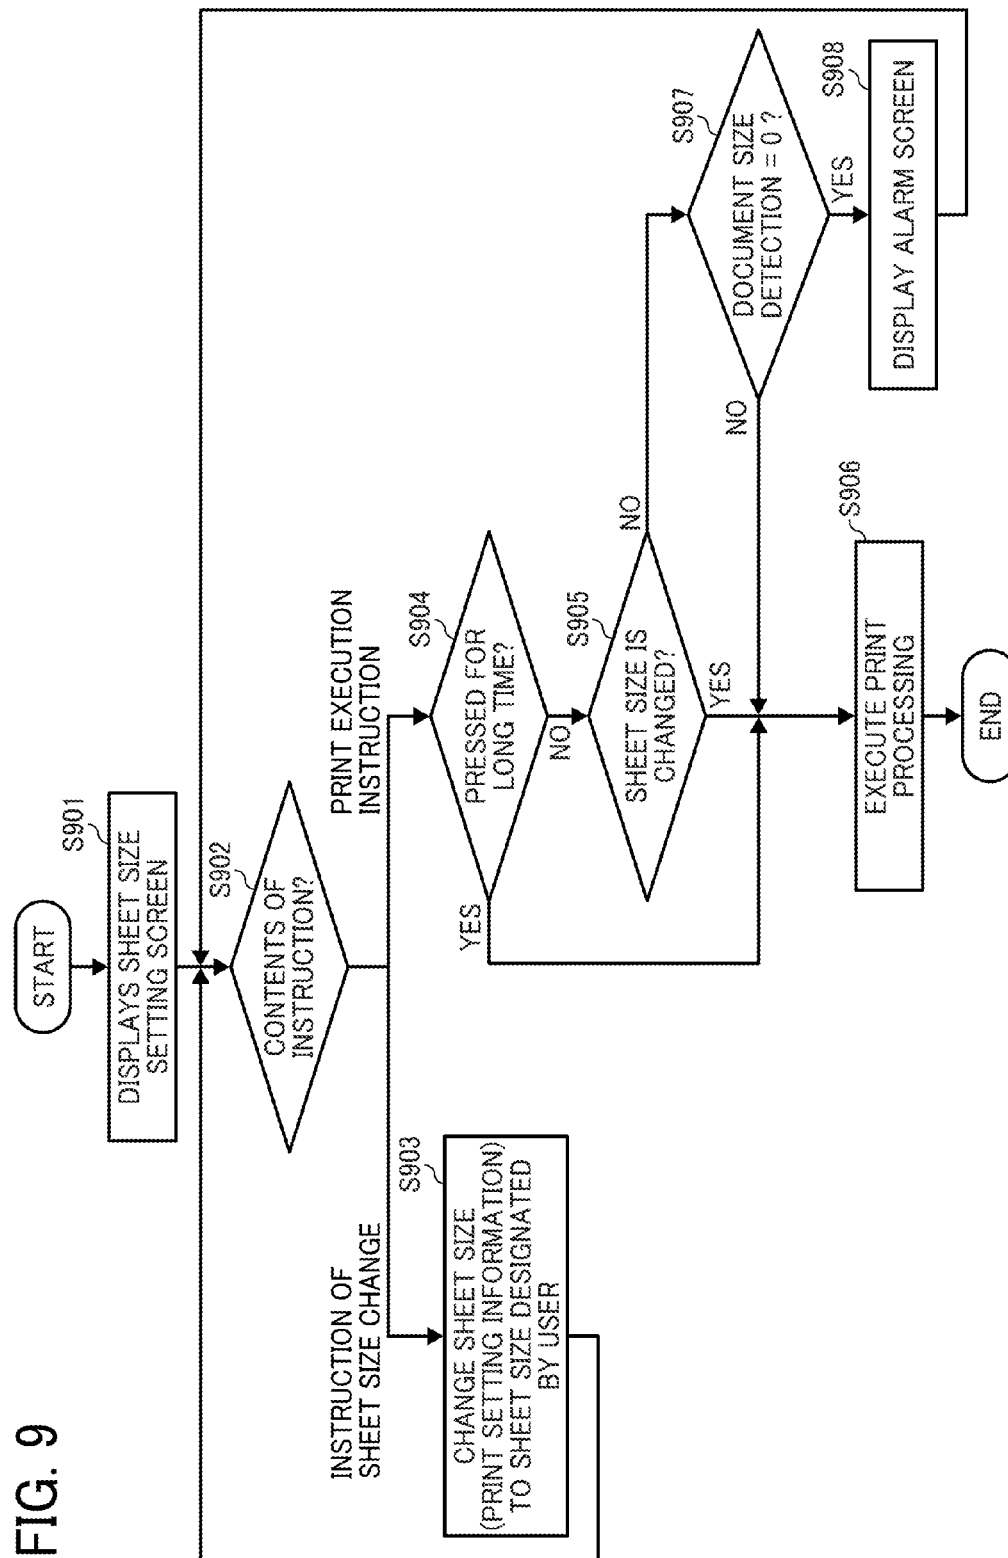 FIG. 9
START
S901
DISPLAYS SHEET SIZE
SETTING SCREEN
S902
CONTENTS OF
INSTRUCTION?
INSTRUCTION OF
SHEET SIZE CHANGE
PRINT EXECUTION
INSTRUCTION
S903
CHANGE SHEET SIZE
(PRINT SETTING INFORMATION)
TO SHEET SIZE DESIGNATED
BY USER
S904
PRESSED FOR
LONG TIME?
YES
NO
S905
SHEET SIZE IS
CHANGED?
NO
YES
S907
DOCUMENT SIZE
DETECTION = 0 ?
NO
YES
S906
EXECUTE PRINT
PROCESSING
S908
DISPLAY ALARM SCREEN
END